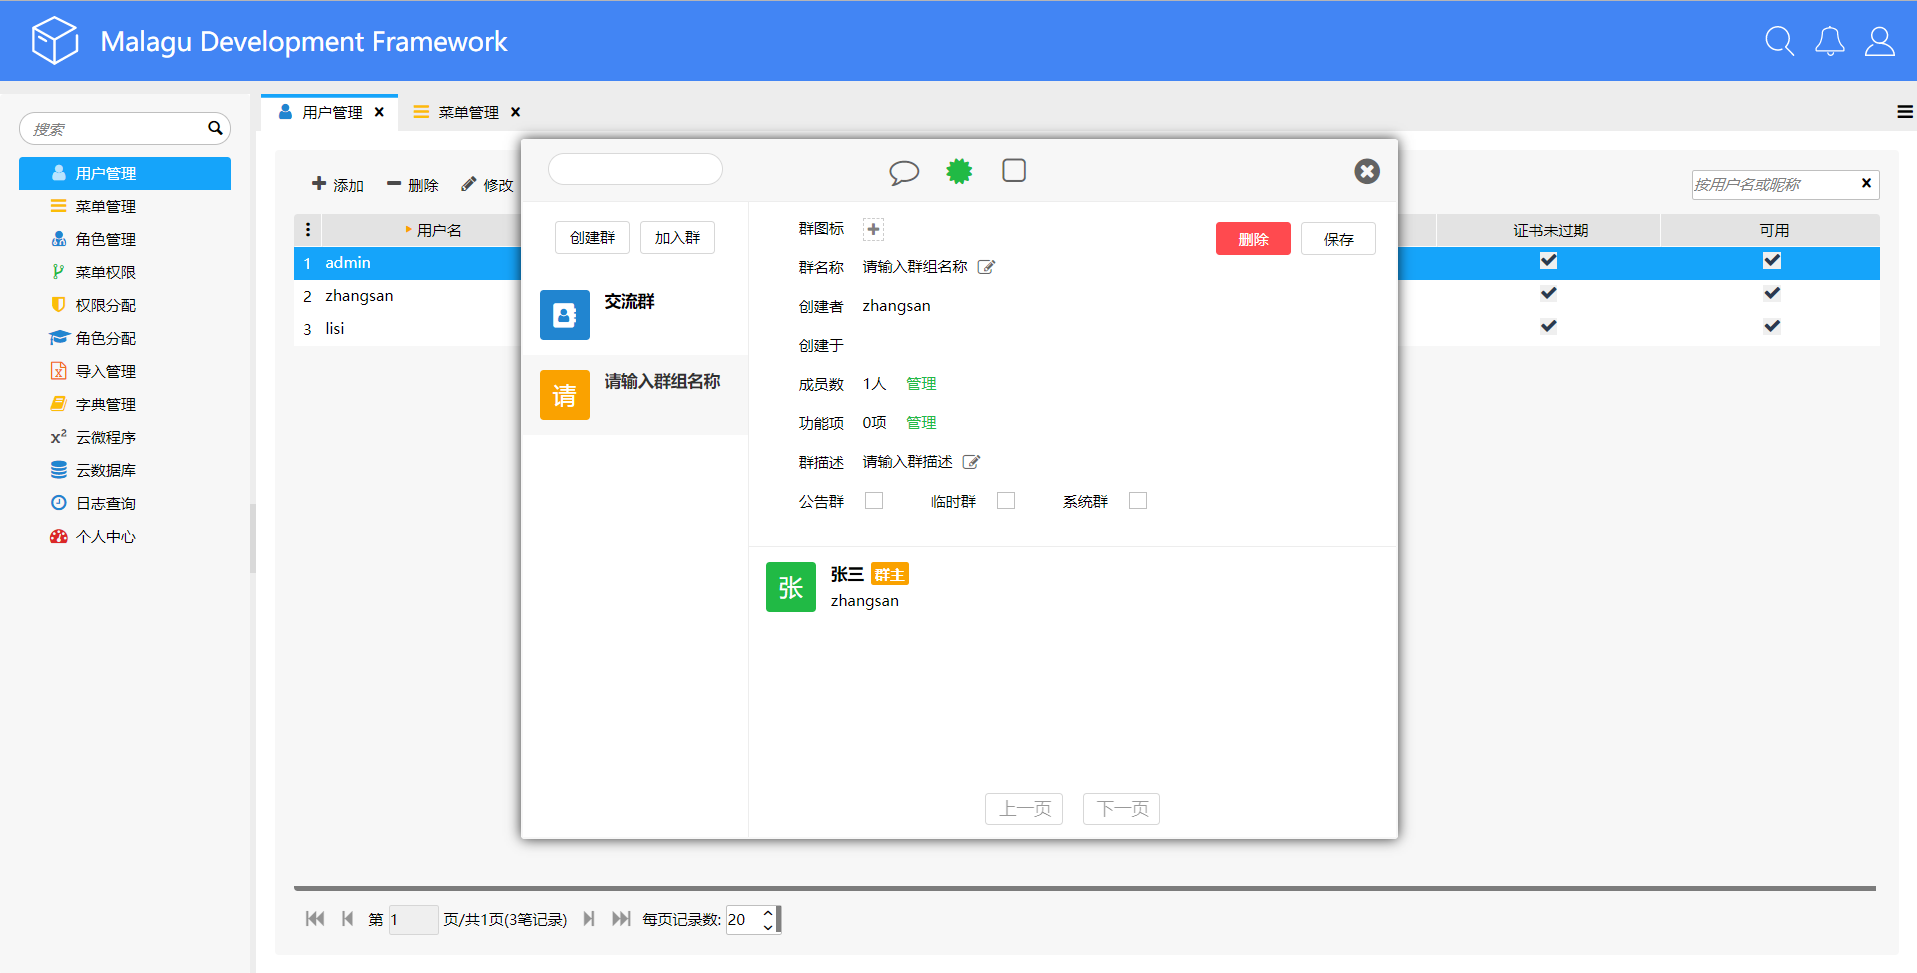 Malagu Development Framework
搜索
用户管理
菜单管理
角色管理
菜单权限
权限分配
角色分配
导入管理
字典管理
x² 云微程序
云数据库
日志查询
个人中心
用户管理
菜单管理
添加 删除 修改
按用户名或昵称
用户名 证书未过期 可用
1 admin
2 zhangsan
3 lisi
创建群 加入群
交流群
请 请输入群组名称
群图标
删除 保存
群名称 请输入群组名称
创建者 zhangsan
创建于
成员数 1人 管理
功能项 0项 管理
群描述 请输入群描述
公告群 临时群 系统群
张 张三 群主
zhangsan
上一页 下一页
第 1 页/共1页(3笔记录) 每页记录数: 20